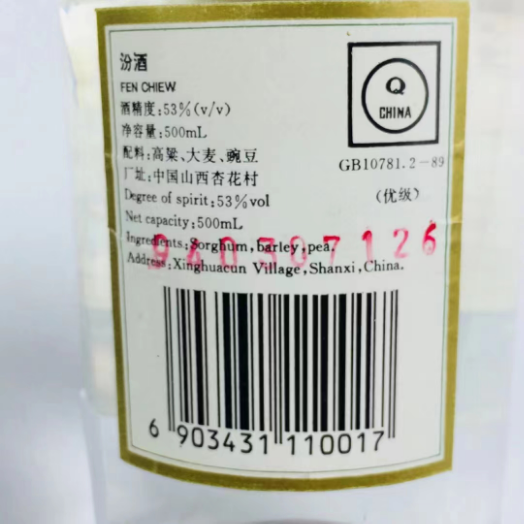 汾酒
FEN CHIEW
酒精度:53%(v/v)
净容量:500mL
配料:高粱、大麦、豌豆
厂址:中国山西杏花村
Degree of spirit:53%vol
Net capacity:500mL
Ingredients:Sorghum,barley,pea.
Address:Xinghuacun Village,Shanxi,China.
940307126
Q
CHINA
GB10781.2-89
(优级)
6 903431 110017